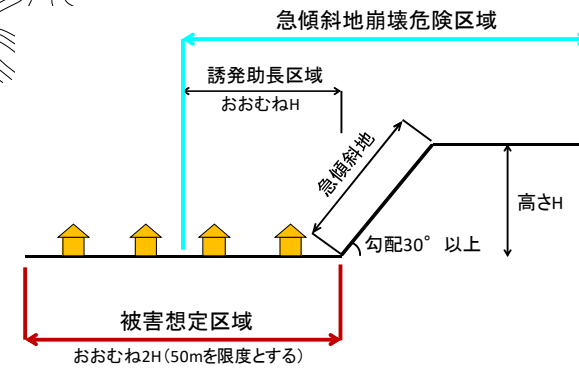 急傾斜地崩壊危険区域
誘発助長区域
おおむねH
急傾斜地
高さH
勾配30°以上
被害想定区域
おおむね2H(50mを限度とする)